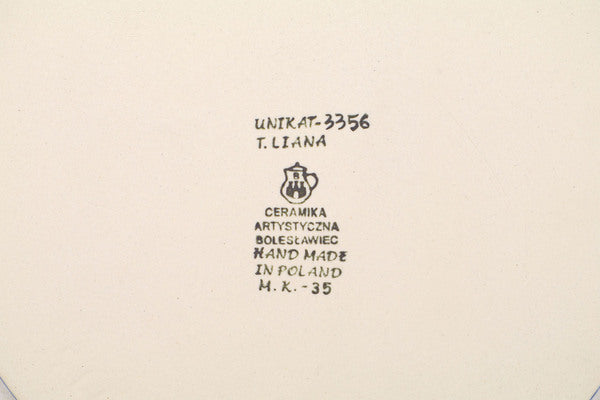 UNIKAT-3356
T. LIANA
B
CERAMIKA
ARTYSTYCZNA
BOLESŁAWIEC
HAND MADE
IN POLAND
M. K. - 35